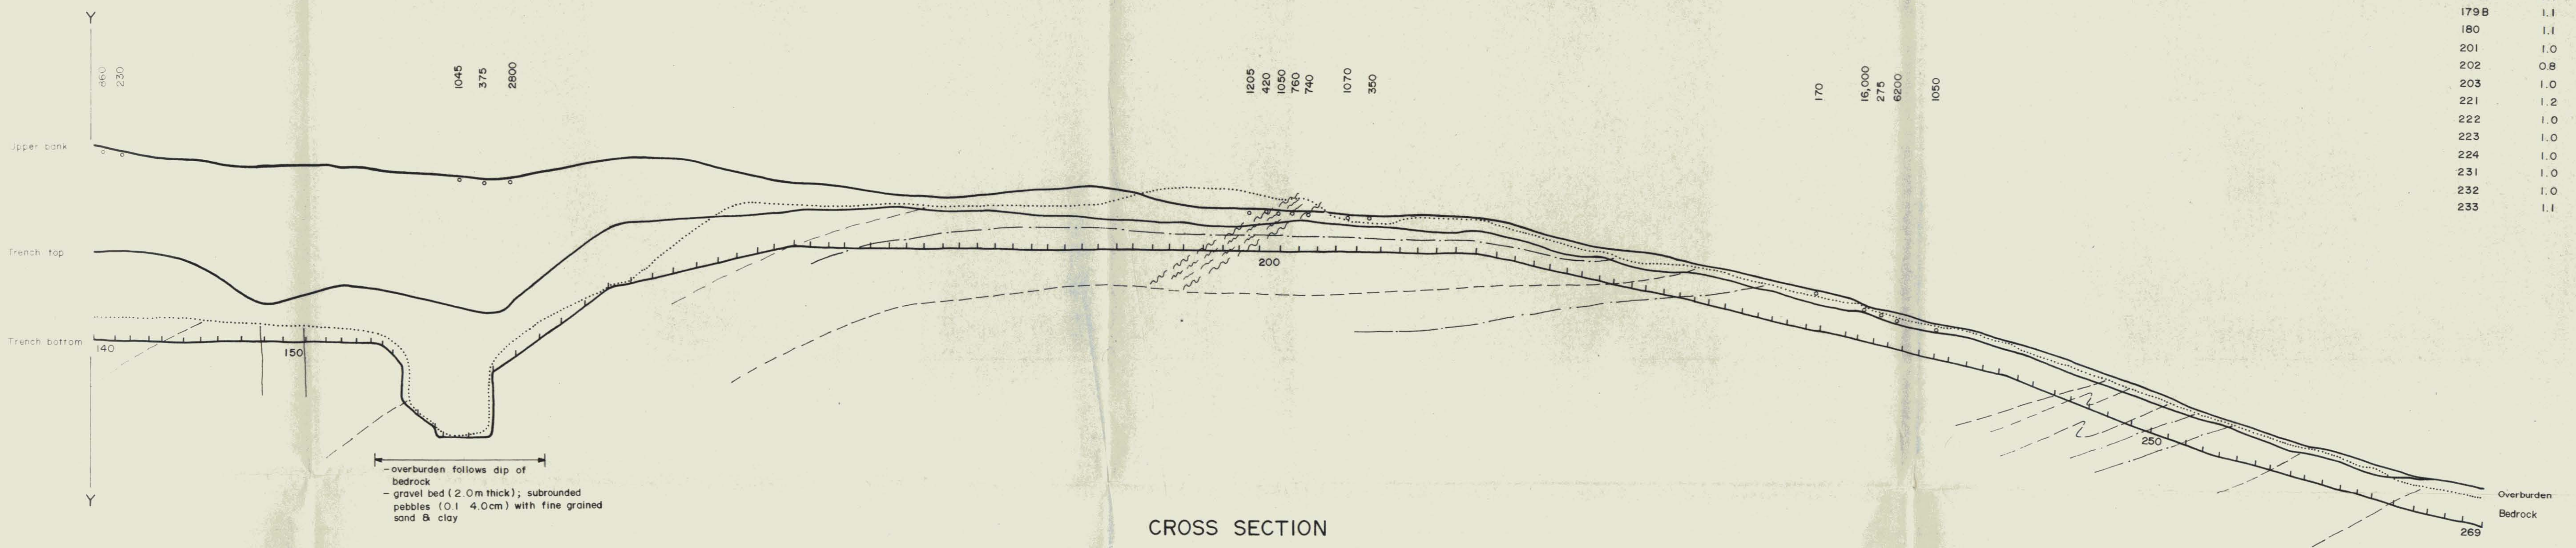 Y
860
230
1045
375
2800
1205
420
1050
760
740
1070
350
170
16,000
275
6200
1050
179B 1.1
180 1.1
201 1.0
202 0.8
203 1.0
221 1.2
222 1.0
223 1.0
224 1.0
231 1.0
232 1.0
233 1.1
Upper bank
Trench top
Trench bottom
140
150
200
250
269
Overburden
Bedrock
Y
-overburden follows dip of
bedrock
- gravel bed (2.0m thick); subrounded
pebbles (0.1 4.0cm) with fine grained
sand & clay
CROSS SECTION